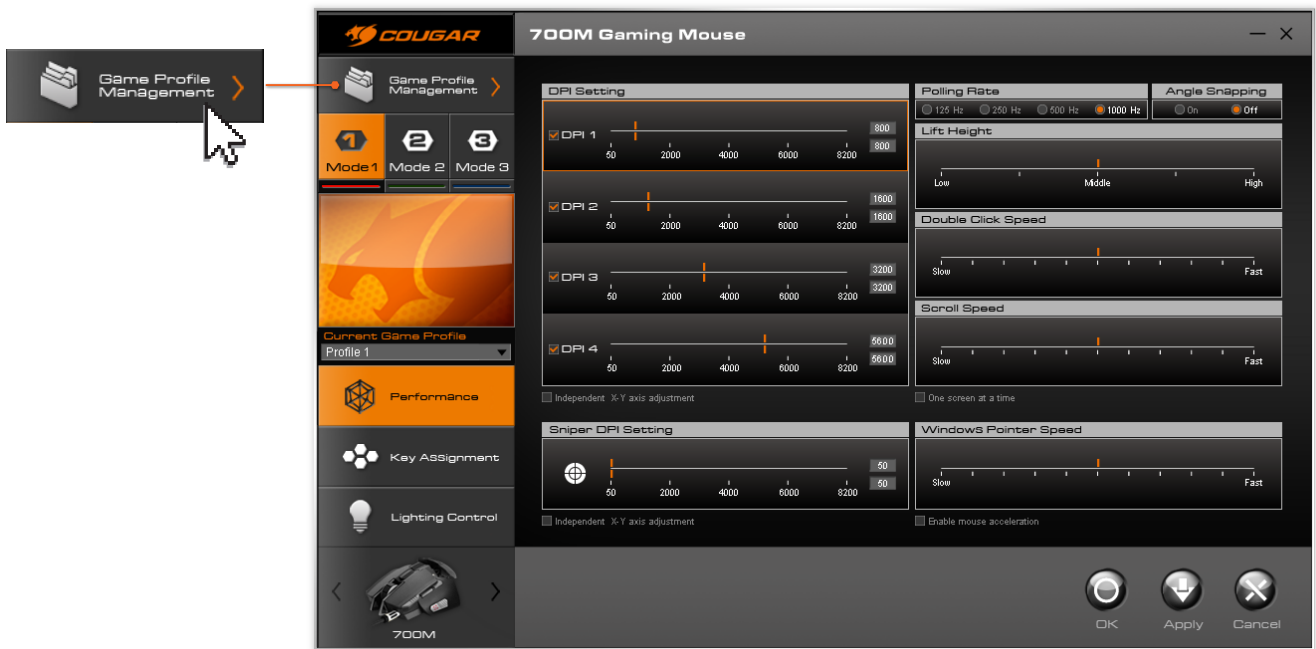 Game Profile
Management
COUGAR
700M Gaming Mouse
Game Profile
Management
1 2 3
Mode 1 Mode 2 Mode 3
Current Game Profile
Profile 1
Performance
Key Assignment
Lighting Control
700M
DPI Setting
DPI 1
800
800
50 2000 4000 6000 8200
DPI 2
1600
1600
50 2000 4000 6000 8200
DPI 3
3200
3200
50 2000 4000 6000 8200
DPI 4
5600
5600
50 2000 4000 6000 8200
Independent X-Y axis adjustment
Sniper DPI Setting
50
50
50 2000 4000 6000 8200
Independent X-Y axis adjustment
Polling Rate
125 Hz 250 Hz 500 Hz 1000 Hz
Angle Snapping
On Off
Lift Height
Low Middle High
Double Click Speed
Slow Fast
Scroll Speed
Slow Fast
One screen at a time
Windows Pointer Speed
Slow Fast
Enable mouse acceleration
OK Apply Cancel